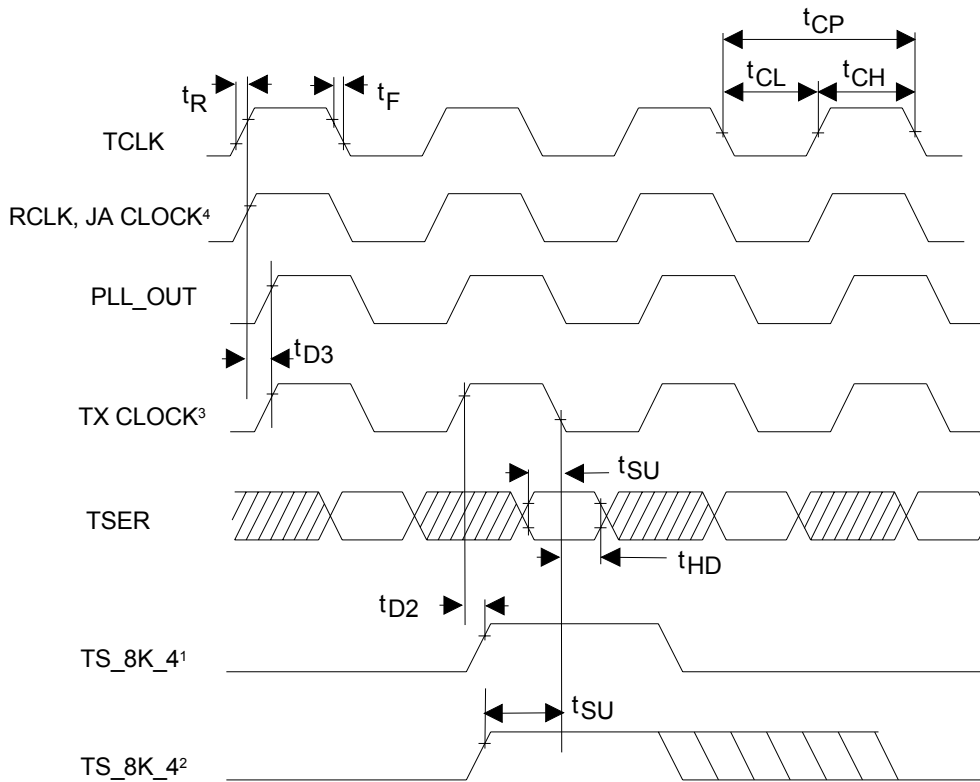 tCP
tCL tCH
tR tF
TCLK
RCLK, JA CLOCK⁴
PLL_OUT
tD3
TX CLOCK³
tSU
TSER
tHD
tD2
TS_8K_4¹
tSU
TS_8K_4²